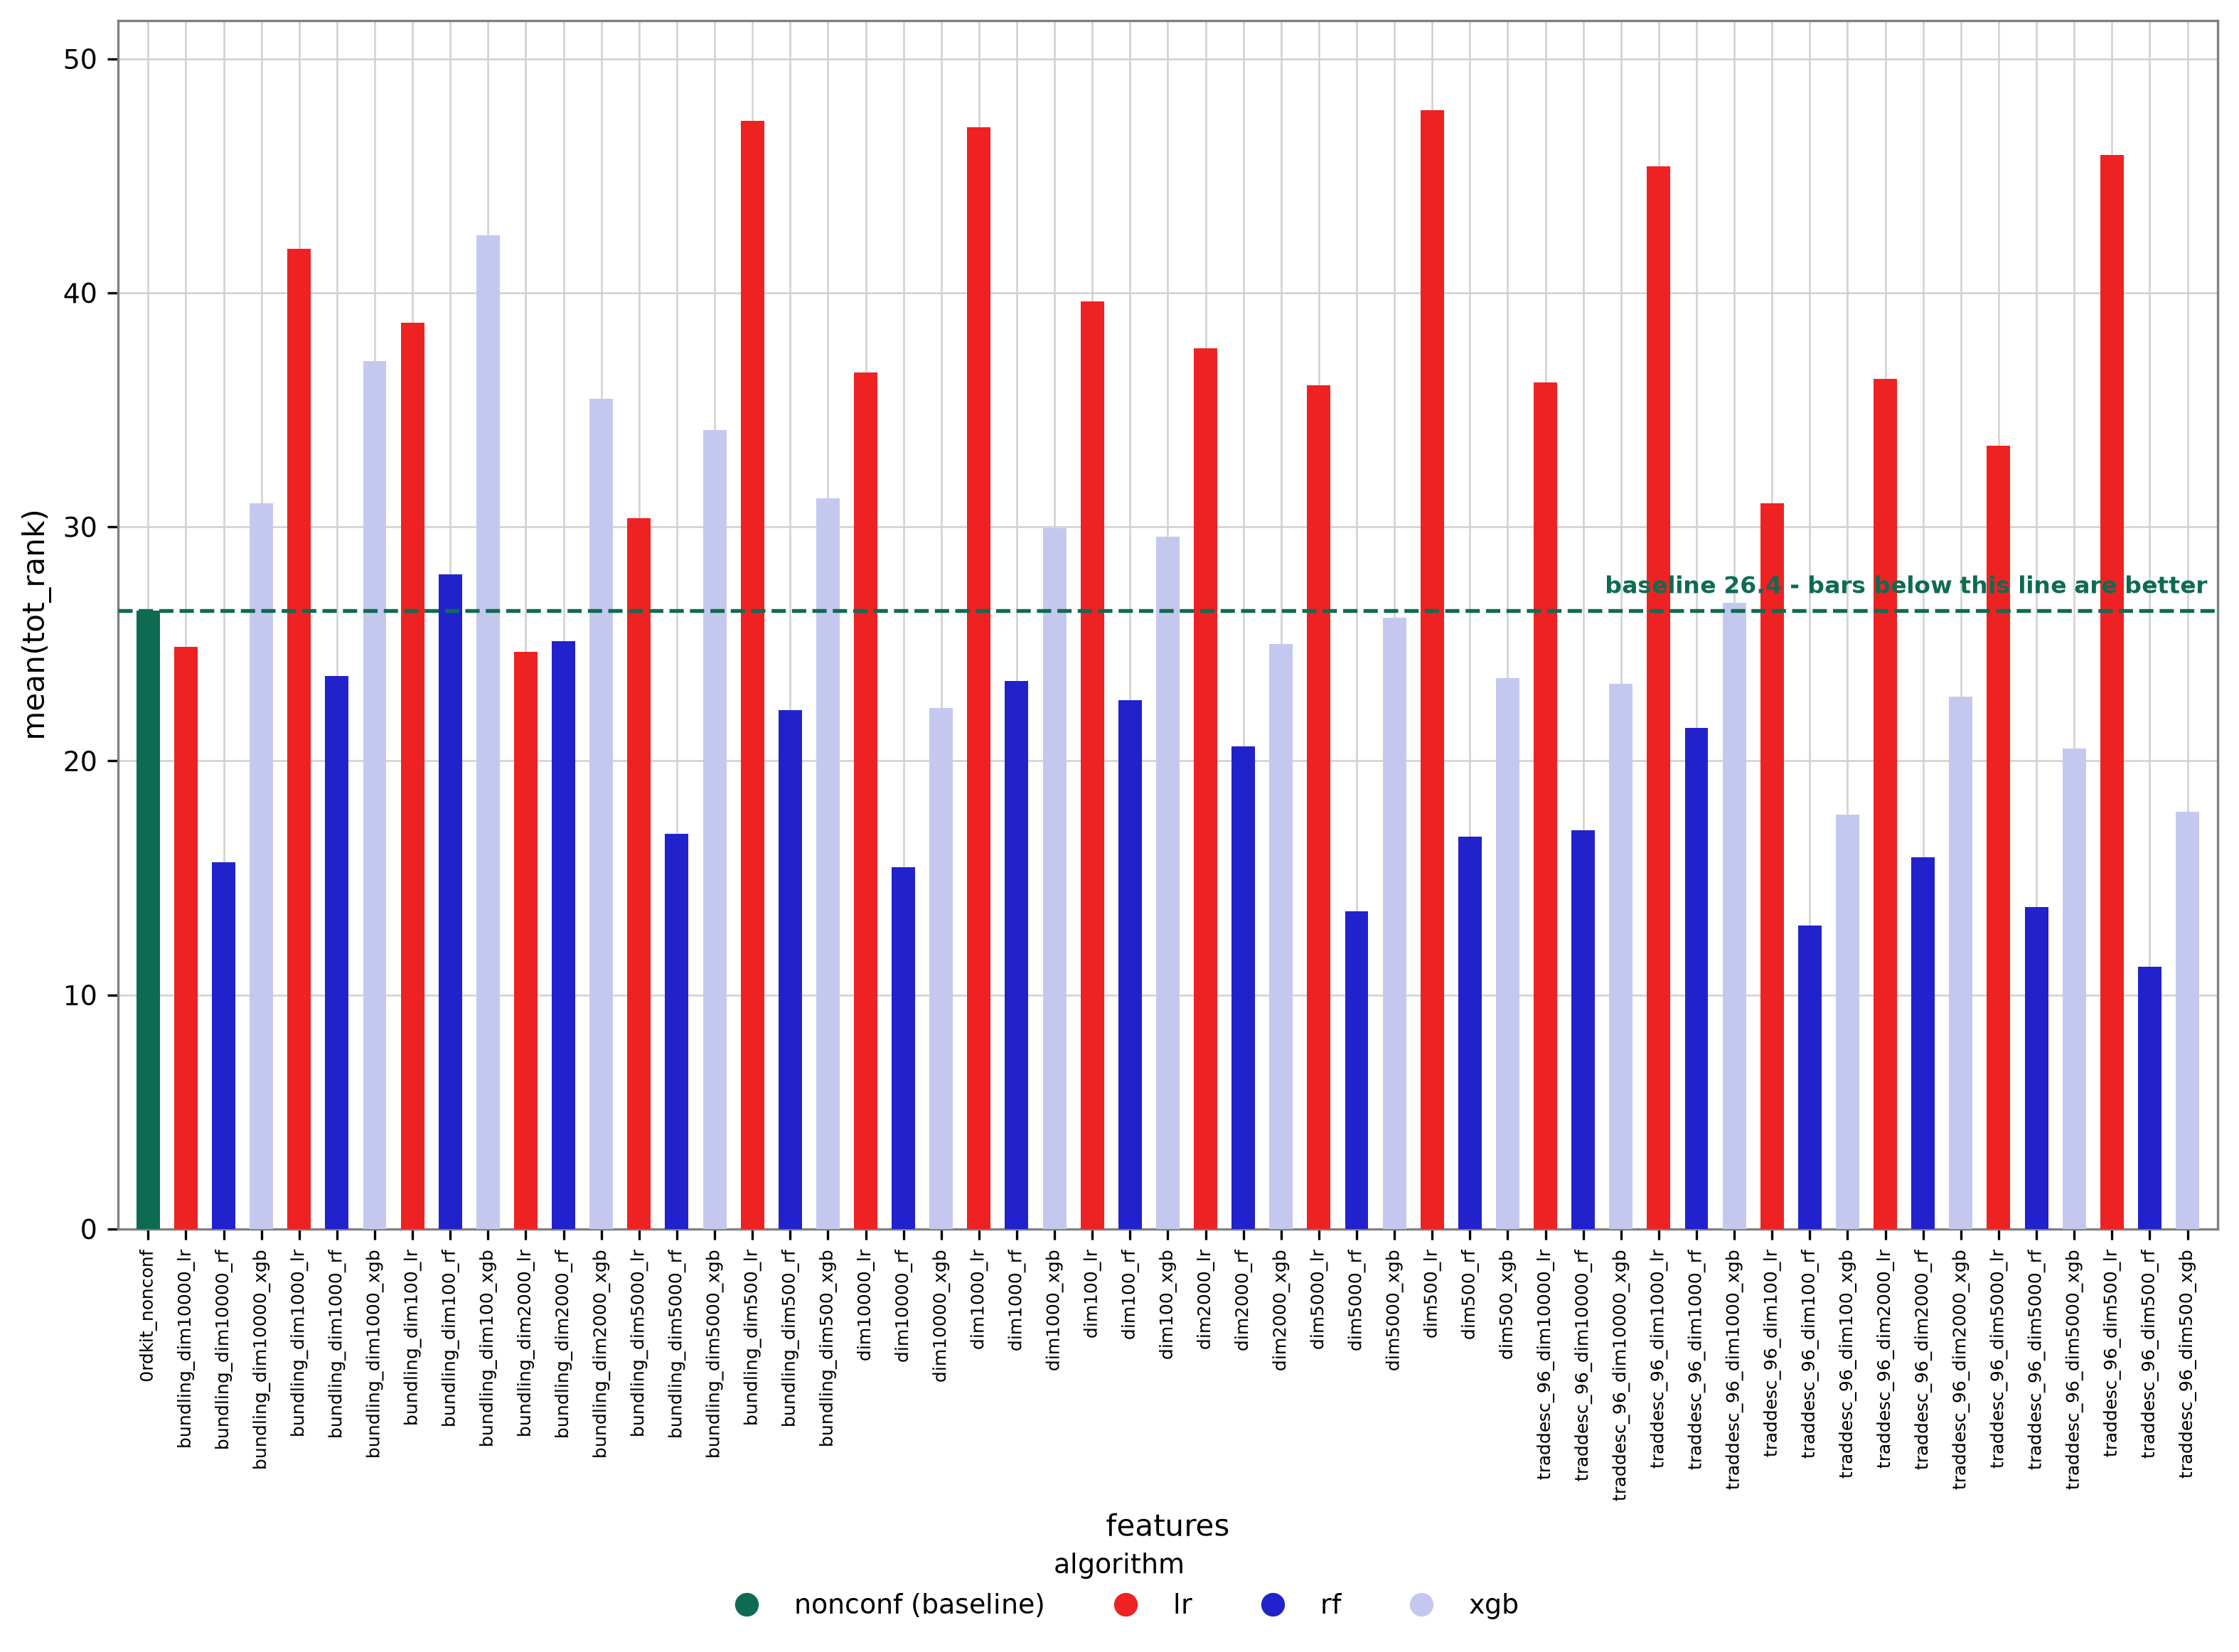 50
40
30
20
10
0
mean(tot_rank)
baseline 26.4 - bars below this line are better
0rdkit_nonconf
bundling_dim10000_lr
bundling_dim10000_rf
bundling_dim10000_xgb
bundling_dim1000_lr
bundling_dim1000_rf
bundling_dim1000_xgb
bundling_dim100_lr
bundling_dim100_rf
bundling_dim100_xgb
bundling_dim2000_lr
bundling_dim2000_rf
bundling_dim2000_xgb
bundling_dim5000_lr
bundling_dim5000_rf
bundling_dim5000_xgb
bundling_dim500_lr
bundling_dim500_rf
bundling_dim500_xgb
dim10000_lr
dim10000_rf
dim10000_xgb
dim1000_lr
dim1000_rf
dim1000_xgb
dim100_lr
dim100_rf
dim100_xgb
dim2000_lr
dim2000_rf
dim2000_xgb
dim5000_lr
dim5000_rf
dim5000_xgb
dim500_lr
dim500_rf
dim500_xgb
traddesc_96_dim10000_lr
traddesc_96_dim10000_rf
traddesc_96_dim10000_xgb
traddesc_96_dim1000_lr
traddesc_96_dim1000_rf
traddesc_96_dim1000_xgb
traddesc_96_dim100_lr
traddesc_96_dim100_rf
traddesc_96_dim100_xgb
traddesc_96_dim2000_lr
traddesc_96_dim2000_rf
traddesc_96_dim2000_xgb
traddesc_96_dim5000_lr
traddesc_96_dim5000_rf
traddesc_96_dim5000_xgb
traddesc_96_dim500_lr
traddesc_96_dim500_rf
traddesc_96_dim500_xgb
features
algorithm
nonconf (baseline) lr rf xgb